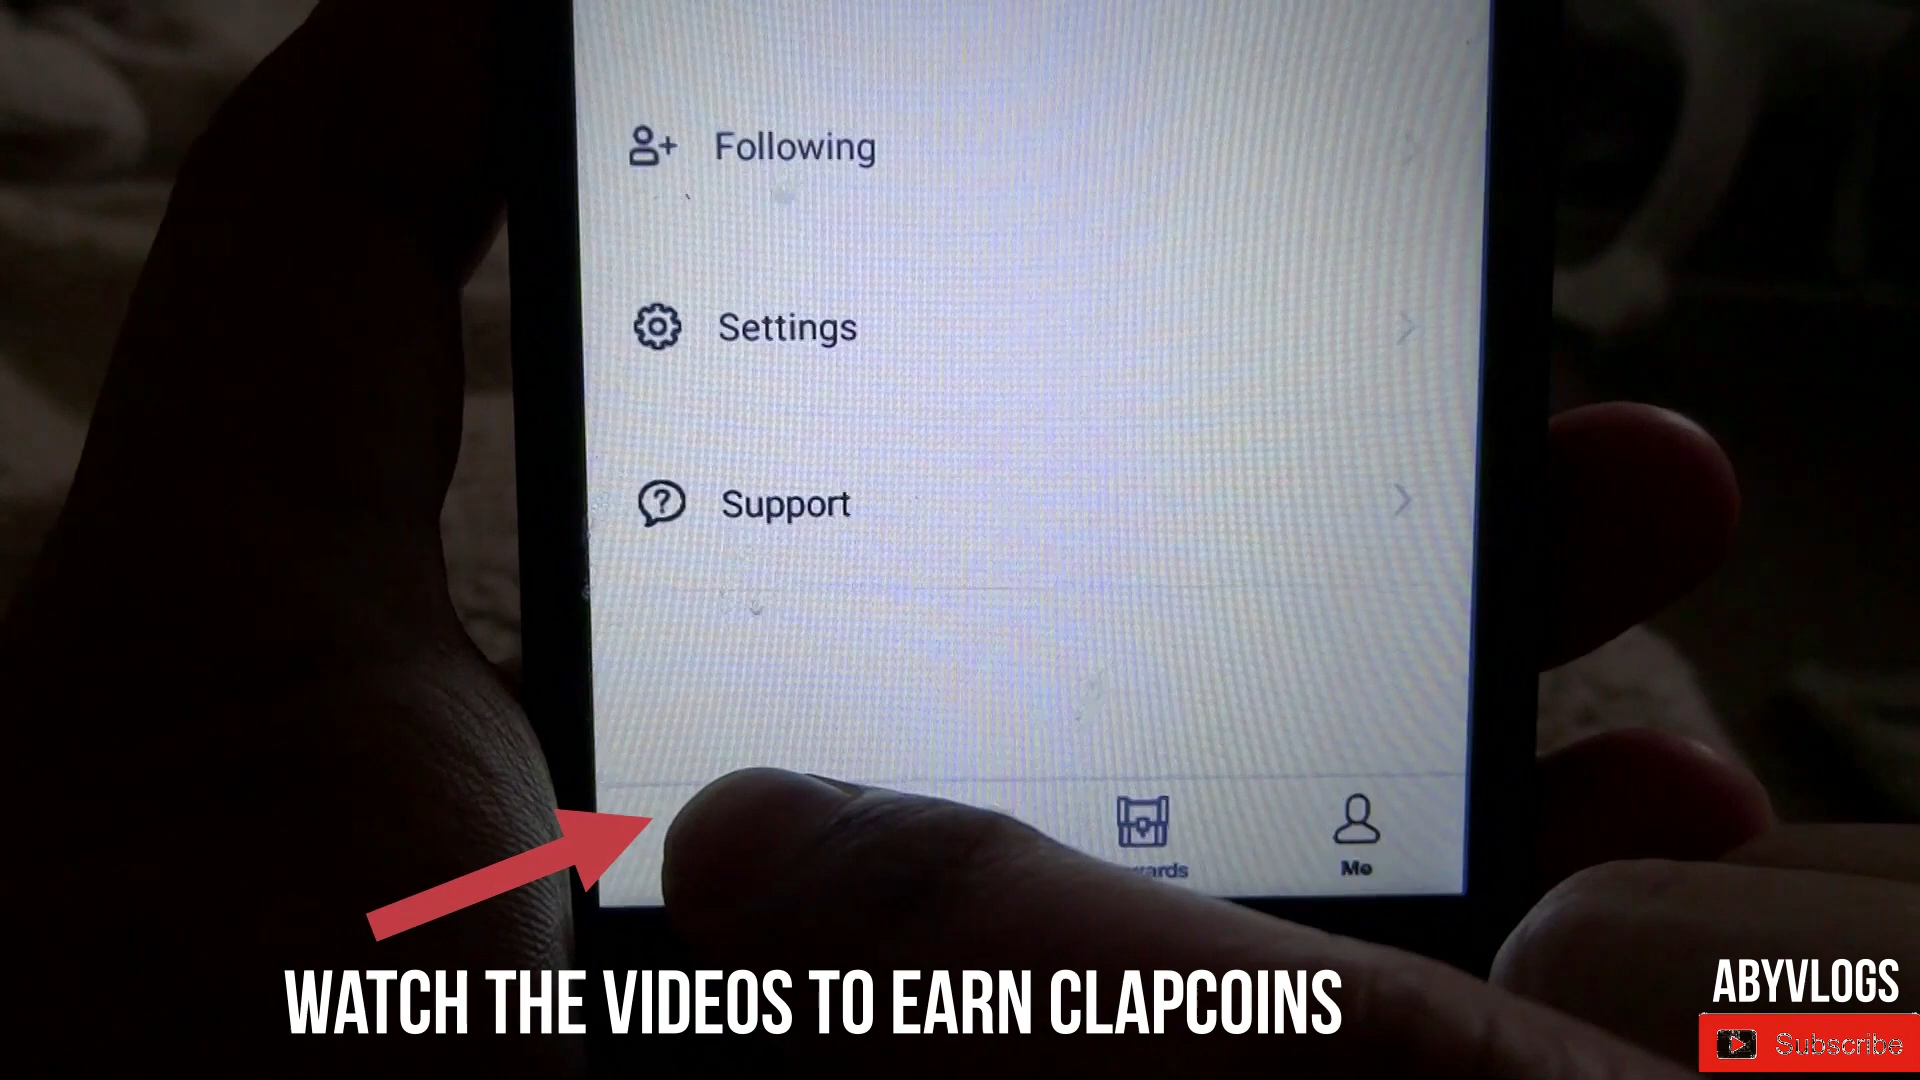 Following
Settings
Support
Me
WATCH THE VIDEOS TO EARN CLAPCOINS
ABYVLOGS
Subscribe